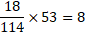 18/114 × 53 = 8